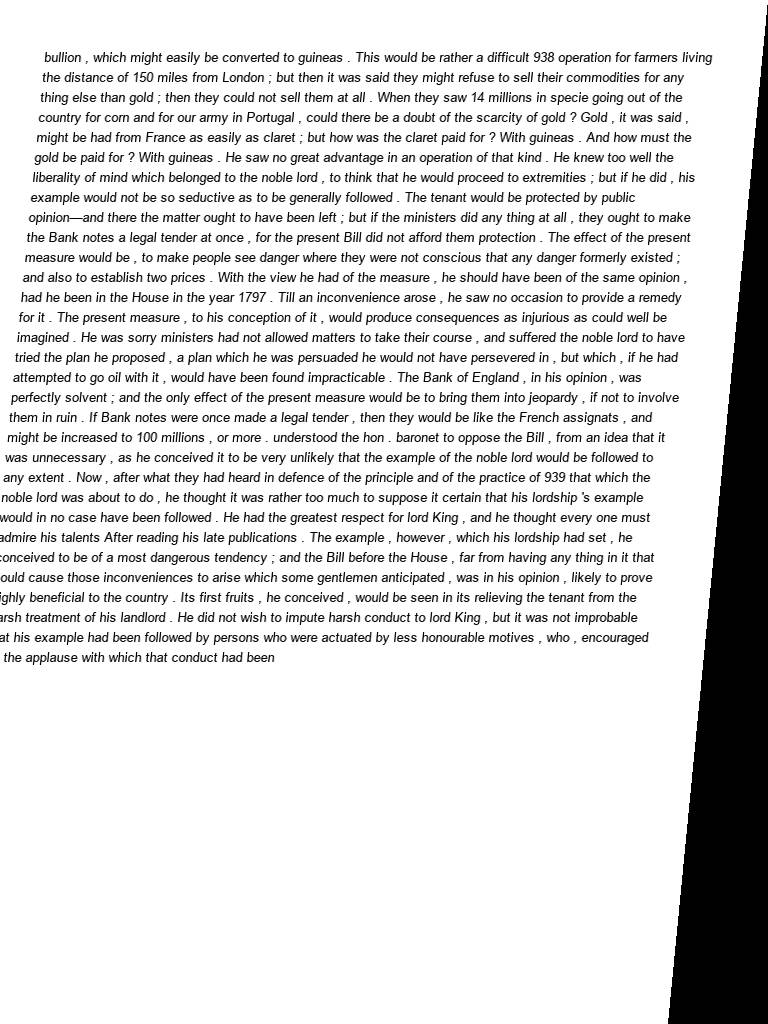 bullion , which might easily be converted to guineas . This would be rather a difficult 938 operation for farmers living
the distance of 150 miles from London ; but then it was said they might refuse to sell their commodities for any
thing else than gold ; then they could not sell them at all . When they saw 14 millions in specie going out of the
country for corn and for our army in Portugal , could there be a doubt of the scarcity of gold ? Gold , it was said ,
might be had from France as easily as claret ; but how was the claret paid for ? With guineas . And how must the
gold be paid for ? With guineas . He saw no great advantage in an operation of that kind . He knew too well the
liberality of mind which belonged to the noble lord , to think that he would proceed to extremities ; but if he did , his
example would not be so seductive as to be generally followed . The tenant would be protected by public
opinion—and there the matter ought to have been left ; but if the ministers did any thing at all , they ought to make
the Bank notes a legal tender at once , for the present Bill did not afford them protection . The effect of the present
measure would be , to make people see danger where they were not conscious that any danger formerly existed ;
and also to establish two prices . With the view he had of the measure , he should have been of the same opinion ,
had he been in the House in the year 1797 . Till an inconvenience arose , he saw no occasion to provide a remedy
for it . The present measure , to his conception of it , would produce consequences as injurious as could well be
imagined . He was sorry ministers had not allowed matters to take their course , and suffered the noble lord to have
tried the plan he proposed , a plan which he was persuaded he would not have persevered in , but which , if he had
attempted to go oil with it , would have been found impracticable . The Bank of England , in his opinion , was
perfectly solvent ; and the only effect of the present measure would be to bring them into jeopardy , if not to involve
them in ruin . If Bank notes were once made a legal tender , then they would be like the French assignats , and
might be increased to 100 millions , or more . understood the hon . baronet to oppose the Bill , from an idea that it
was unnecessary , as he conceived it to be very unlikely that the example of the noble lord would be followed to
any extent . Now , after what they had heard in defence of the principle and of the practice of 939 that which the
noble lord was about to do , he thought it was rather too much to suppose it certain that his lordship 's example
would in no case have been followed . He had the greatest respect for lord King , and he thought every one must
admire his talents After reading his late publications . The example , however , which his lordship had set , he
conceived to be of a most dangerous tendency ; and the Bill before the House , far from having any thing in it that
ould cause those inconveniences to arise which some gentlemen anticipated , was in his opinion , likely to prove
ighly beneficial to the country . Its first fruits , he conceived , would be seen in its relieving the tenant from the
arsh treatment of his landlord . He did not wish to impute harsh conduct to lord King , but it was not improbable
at his example had been followed by persons who were actuated by less honourable motives , who , encouraged
the applause with which that conduct had been